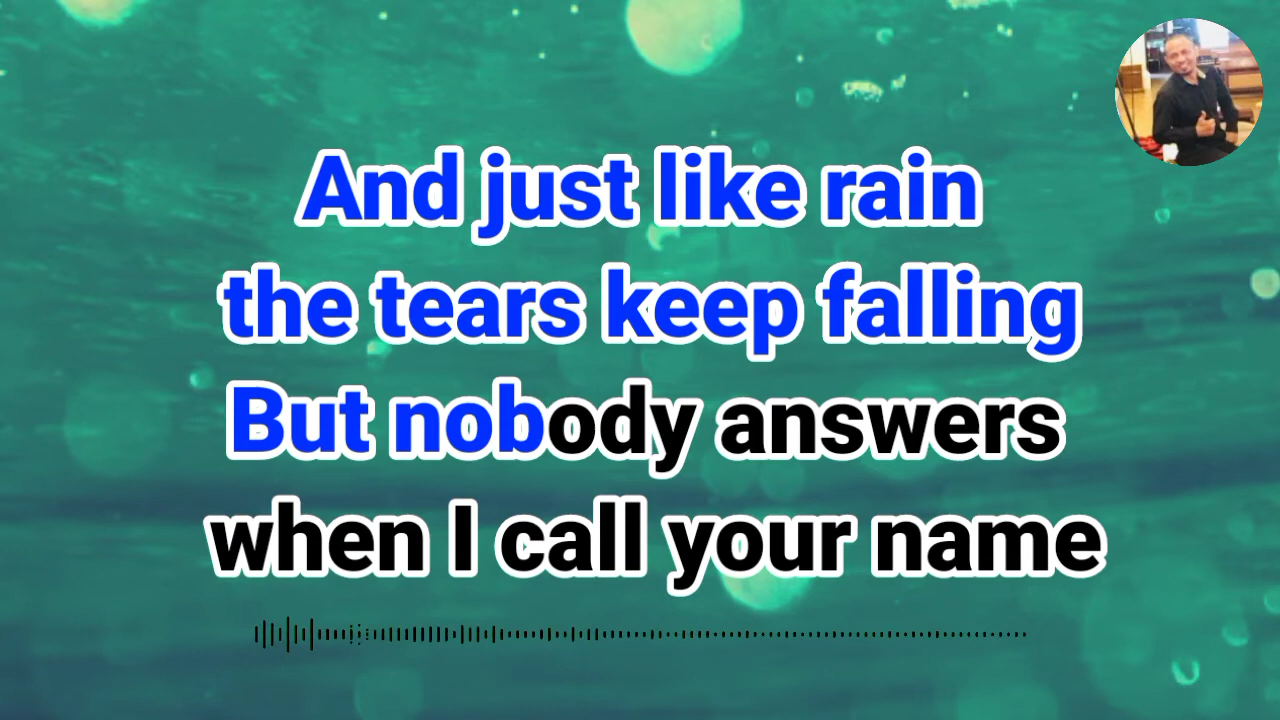 And just like rain
the tears keep falling
But nobody answers
when I call your name